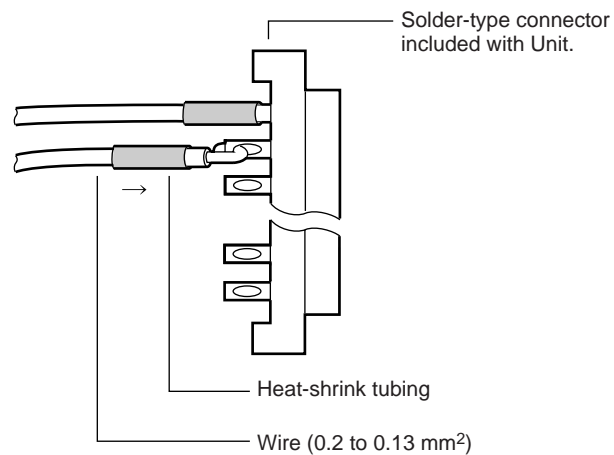 Solder-type connector
included with Unit.
→
Heat-shrink tubing
Wire (0.2 to 0.13 mm²)